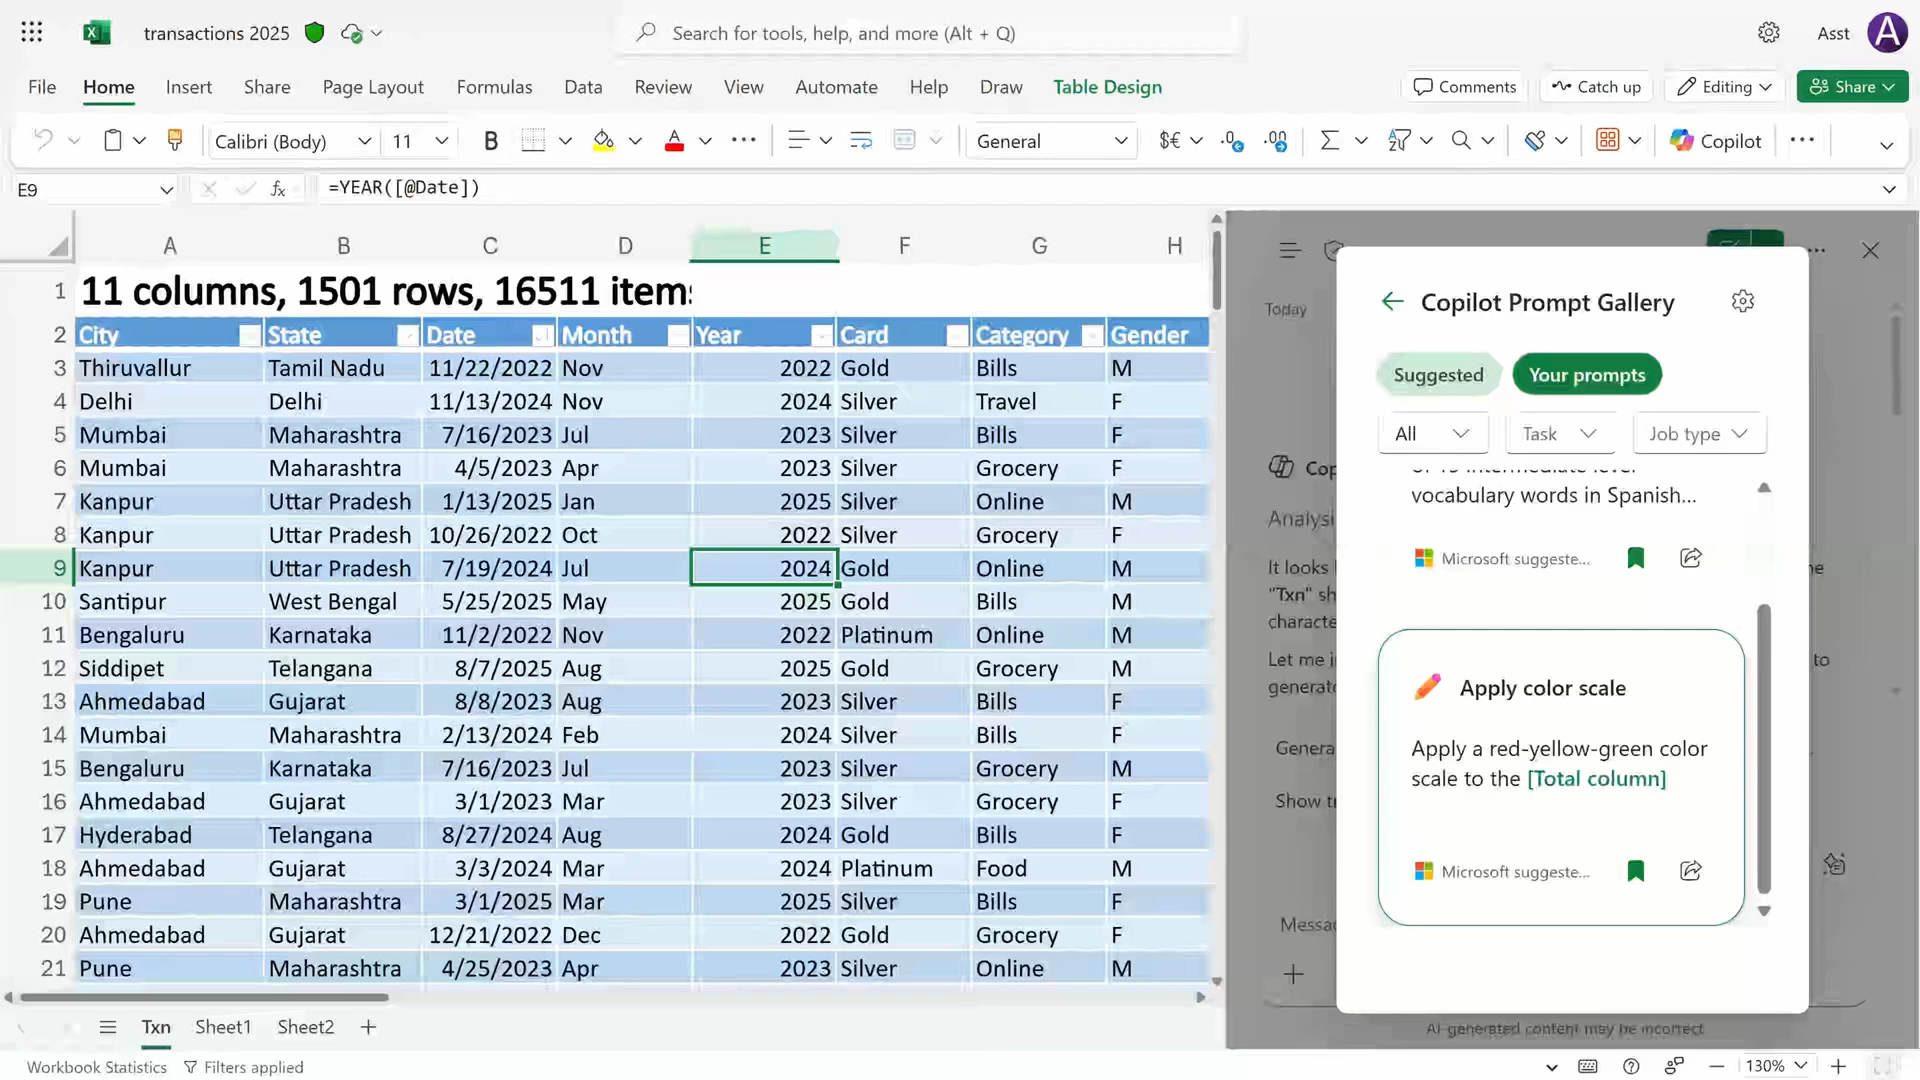 transactions 2025
Search for tools, help, and more (Alt + Q)
Asst
A
File Home Insert Share Page Layout Formulas Data Review View Automate Help Draw Table Design
Comments Catch up Editing Share
Calibri (Body) 11 B General $€ Copilot
E9 fx =YEAR([@Date])
A B C D E F G H
1 11 columns, 1501 rows, 16511 items
2 City State Date Month Year Card Category Gender
3 Thiruvallur Tamil Nadu 11/22/2022 Nov 2022 Gold Bills M
4 Delhi Delhi 11/13/2024 Nov 2024 Silver Travel F
5 Mumbai Maharashtra 7/16/2023 Jul 2023 Silver Bills F
6 Mumbai Maharashtra 4/5/2023 Apr 2023 Silver Grocery F
7 Kanpur Uttar Pradesh 1/13/2025 Jan 2025 Silver Online M
8 Kanpur Uttar Pradesh 10/26/2022 Oct 2022 Silver Grocery F
9 Kanpur Uttar Pradesh 7/19/2024 Jul 2024 Gold Online M
10 Santipur West Bengal 5/25/2025 May 2025 Gold Bills M
11 Bengaluru Karnataka 11/2/2022 Nov 2022 Platinum Online M
12 Siddipet Telangana 8/7/2025 Aug 2025 Gold Grocery M
13 Ahmedabad Gujarat 8/8/2023 Aug 2023 Silver Bills F
14 Mumbai Maharashtra 2/13/2024 Feb 2024 Silver Bills F
15 Bengaluru Karnataka 7/16/2023 Jul 2023 Silver Grocery M
16 Ahmedabad Gujarat 3/1/2023 Mar 2023 Silver Grocery F
17 Hyderabad Telangana 8/27/2024 Aug 2024 Gold Bills F
18 Ahmedabad Gujarat 3/3/2024 Mar 2024 Platinum Food M
19 Pune Maharashtra 3/1/2025 Mar 2025 Silver Bills F
20 Ahmedabad Gujarat 12/21/2022 Dec 2022 Gold Grocery F
21 Pune Maharashtra 4/25/2023 Apr 2023 Silver Online M
Txn Sheet1 Sheet2
Workbook Statistics Filters applied
130%
Today
It looks
"Txn"
Let me
to
Show
Copilot Prompt Gallery
Suggested Your prompts
All Task Job type
vocabulary words in Spanish...
Microsoft suggeste...
Apply color scale
Apply a red-yellow-green color
scale to the [Total column]
Microsoft suggeste...
AI-generated content may be incorrect